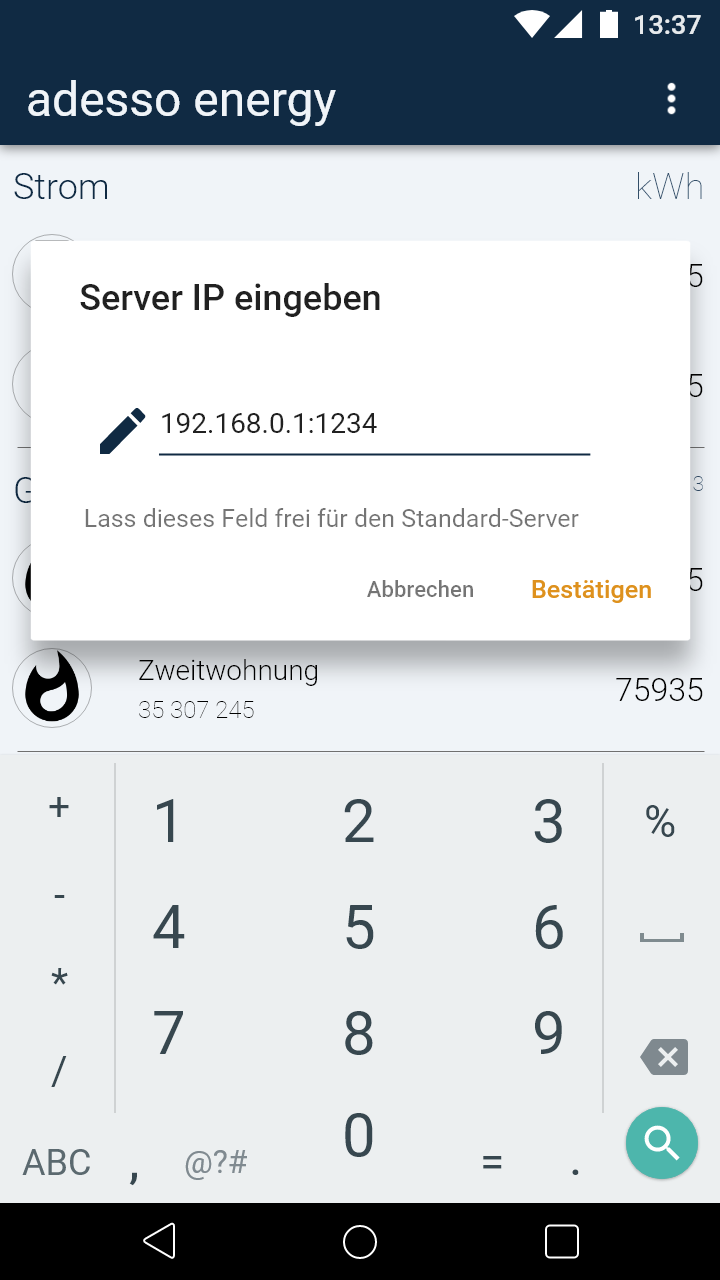 13:37
adesso energy
Strom kWh
5
5
G 3
Server IP eingeben
192.168.0.1:1234
Lass dieses Feld frei für den Standard-Server
5
Abbrechen Bestätigen
Zweitwohnung
35 307 245
75935
+ 1 2 3 %
- 4 5 6
* 7 8 9
/ 0
ABC , @?# = .